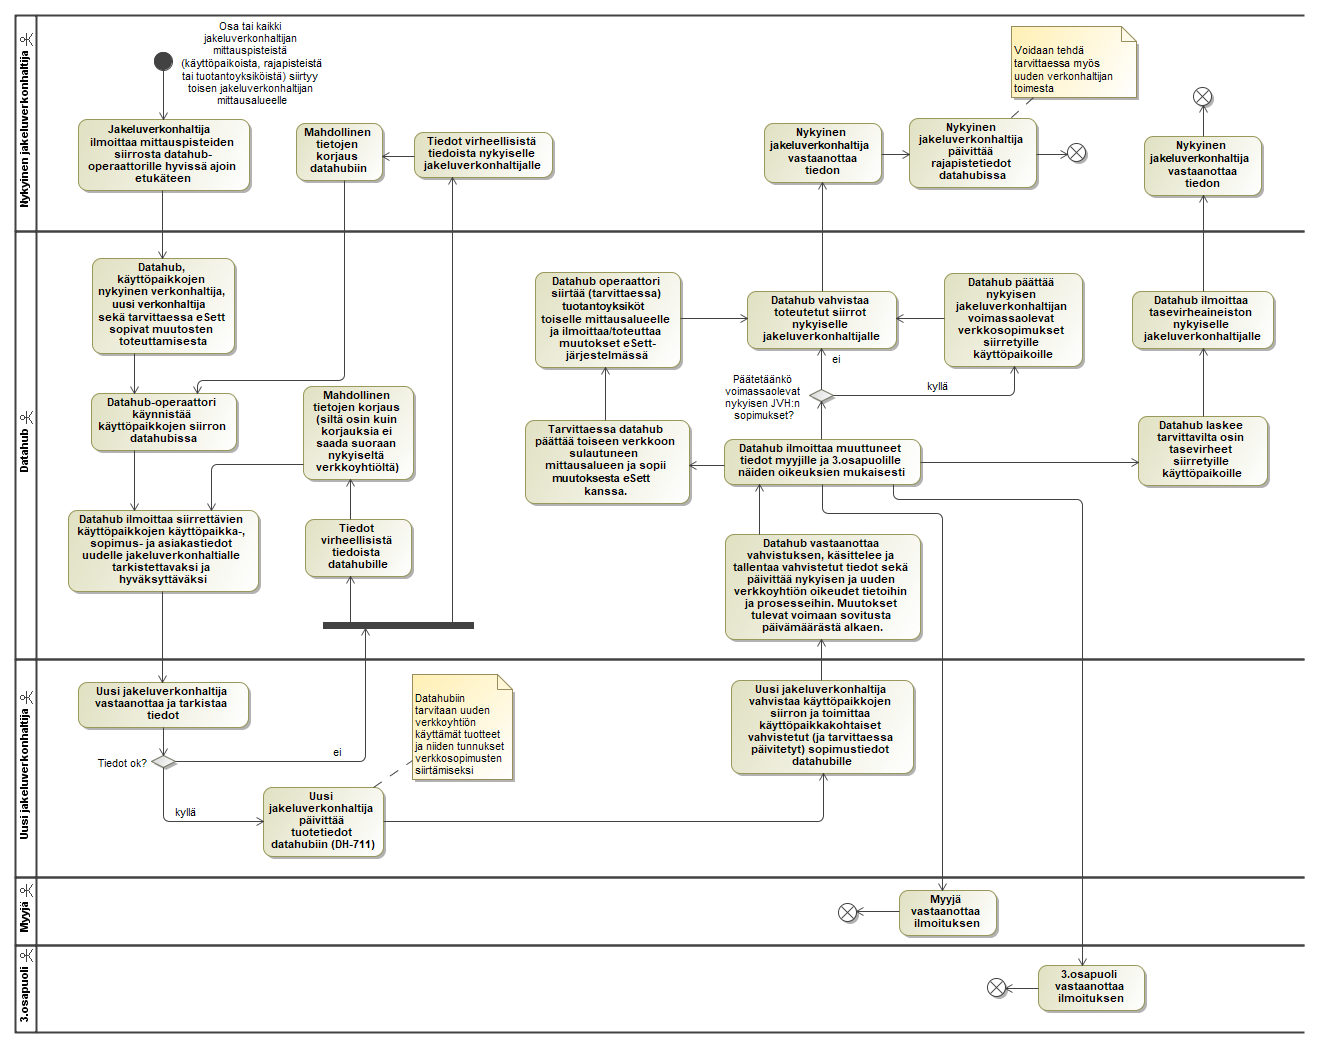 Nykyinen jakeluverkonhaltija
Osa tai kaikki
jakeluverkonhaltijan
mittauspisteistä
(käyttöpaikoista, rajapisteistä
tai tuotantoyksiköistä) siirtyy
toisen jakeluverkonhaltijan
mittausalueelle
Jakeluverkonhaltija
ilmoittaa mittauspisteiden
siirrosta datahub-
operaattorille hyvissä ajoin
etukäteen
Mahdollinen
tietojen
korjaus
datahubiin
Tiedot virheellisistä
tiedoista nykyiselle
jakeluverkonhaltijalle
Nykyinen
jakeluverkonhaltija
vastaanottaa
tiedon
Nykyinen
jakeluverkonhaltija
päivittää
rajapistetiedot
datahubissa
Voidaan tehdä
tarvittaessa myös
uuden verkonhaltijan
toimesta
Nykyinen
jakeluverkonhaltija
vastaanottaa
tiedon
Datahub
Datahub,
käyttöpaikkojen
nykyinen verkonhaltija,
uusi verkonhaltija
sekä tarvittaessa eSett
sopivat muutosten
toteuttamisesta
Datahub-operaattori
käynnistää
käyttöpaikkojen siirron
datahubissa
Mahdollinen
tietojen korjaus
(siltä osin kuin
korjauksia ei
saada suoraan
nykyiseltä
verkkoyhtiöltä)
Datahub ilmoittaa siirrettävien
käyttöpaikkojen käyttöpaikka-,
sopimus- ja asiakastiedot
uudelle jakeluverkonhaltialle
tarkistettavaksi ja
hyväksyttäväksi
Tiedot
virheellisistä
tiedoista
datahubille
Datahub operaattori
siirtää (tarvittaessa)
tuotantoyksiköt
toiselle mittausalueelle
ja ilmoittaa/toteuttaa
muutokset eSett-
järjestelmässä
Datahub vahvistaa
toteutetut siirrot
nykyiselle
jakeluverkonhaltijalle
Datahub päättää
nykyisen
jakeluverkonhaltijan
voimassaolevat
verkkosopimukset
siirretyille
käyttöpaikoille
Datahub ilmoittaa
tasevirheaineiston
nykyiselle
jakeluverkonhaltijalle
ei
Päätetäänkö
voimassaolevat
nykyisen JVH:n
sopimukset?
kyllä
Tarvittaessa datahub
päättää toiseen verkkoon
sulautuneen
mittausalueen ja sopii
muutoksesta eSett
kanssa.
Datahub ilmoittaa muuttuneet
tiedot myyjille ja 3.osapuolille
näiden oikeuksien mukaisesti
Datahub laskee
tarvittavilta osin
tasevirheet
siirretyille
käyttöpaikoille
Datahub vastaanottaa
vahvistuksen, käsittelee ja
tallentaa vahvistetut tiedot sekä
päivittää nykyisen ja uuden
verkkoyhtiön oikeudet tietoihin
ja prosesseihin. Muutokset
tulevat voimaan sovitusta
päivämäärästä alkaen.
Uusi jakeluverkonhaltija
Uusi jakeluverkonhaltija
vastaanottaa ja tarkistaa
tiedot
Tiedot ok?
ei
kyllä
Uusi
jakeluverkonhaltija
päivittää
tuotetiedot
datahubiin (DH-711)
Datahubiin
tarvitaan uuden
verkkoyhtiön
käyttämät tuotteet
ja niiden tunnukset
verkkosopimusten
siirtämiseksi
Uusi jakeluverkonhaltija
vahvistaa käyttöpaikkojen
siirron ja toimittaa
käyttöpaikkakohtaiset
vahvistetut (ja tarvittaessa
päivitetyt) sopimustiedot
datahubille
Myyjä
Myyjä
vastaanottaa
ilmoituksen
3.osapuoli
3.osapuoli
vastaanottaa
ilmoituksen